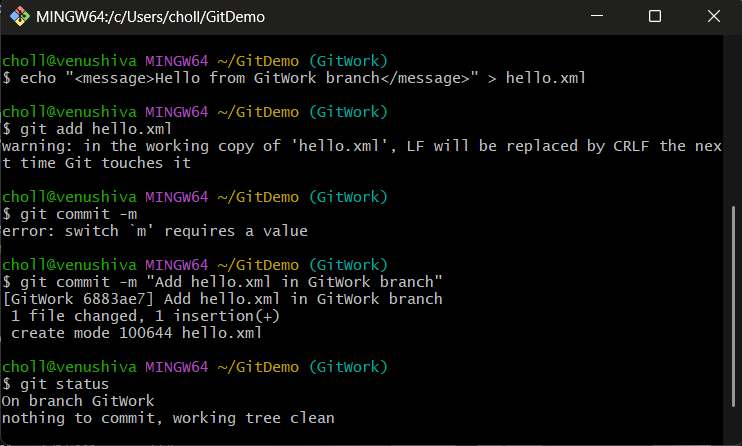 MINGW64:/c/Users/choll/GitDemo
choll@venushiva MINGW64 ~/GitDemo (GitWork)
$ echo "<message>Hello from GitWork branch</message>" > hello.xml
choll@venushiva MINGW64 ~/GitDemo (GitWork)
$ git add hello.xml
warning: in the working copy of 'hello.xml', LF will be replaced by CRLF the nex
t time Git touches it
choll@venushiva MINGW64 ~/GitDemo (GitWork)
$ git commit -m
error: switch `m' requires a value
choll@venushiva MINGW64 ~/GitDemo (GitWork)
$ git commit -m "Add hello.xml in GitWork branch"
[GitWork 6883ae7] Add hello.xml in GitWork branch
 1 file changed, 1 insertion(+)
 create mode 100644 hello.xml
choll@venushiva MINGW64 ~/GitDemo (GitWork)
$ git status
On branch GitWork
nothing to commit, working tree clean